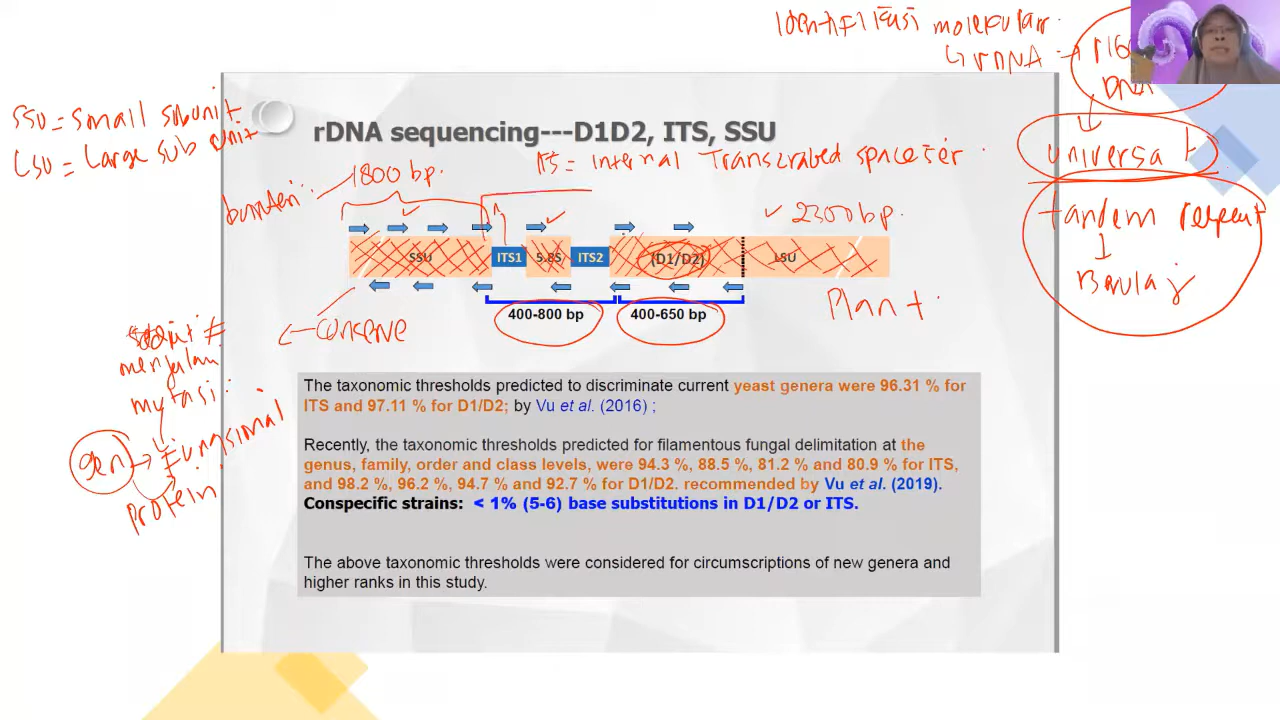 Identifikasi molekular
↳ rDNA →
DNA
universal
tandem repeat
Berulang
SSU = Small subunit
LSU = Large sub unit
rDNA sequencing---D1D2, ITS, SSU
ITS = Internal Transcrabed spaceter
1800 bp.
2300 bp.
SSU
ITS1
5.8S
ITS2
(D1/D2)
LSU
400-800 bp
400-650 bp
Plant
← conserve
≠
menjalani
mutasi
gen → fungsional
protein
The taxonomic thresholds predicted to discriminate current yeast genera were 96.31 % for
ITS and 97.11 % for D1/D2; by Vu et al. (2016) ;
Recently, the taxonomic thresholds predicted for filamentous fungal delimitation at the
genus, family, order and class levels, were 94.3 %, 88.5 %, 81.2 % and 80.9 % for ITS,
and 98.2 %, 96.2 %, 94.7 % and 92.7 % for D1/D2. recommended by Vu et al. (2019).
Conspecific strains: < 1% (5-6) base substitutions in D1/D2 or ITS.
The above taxonomic thresholds were considered for circumscriptions of new genera and
higher ranks in this study.